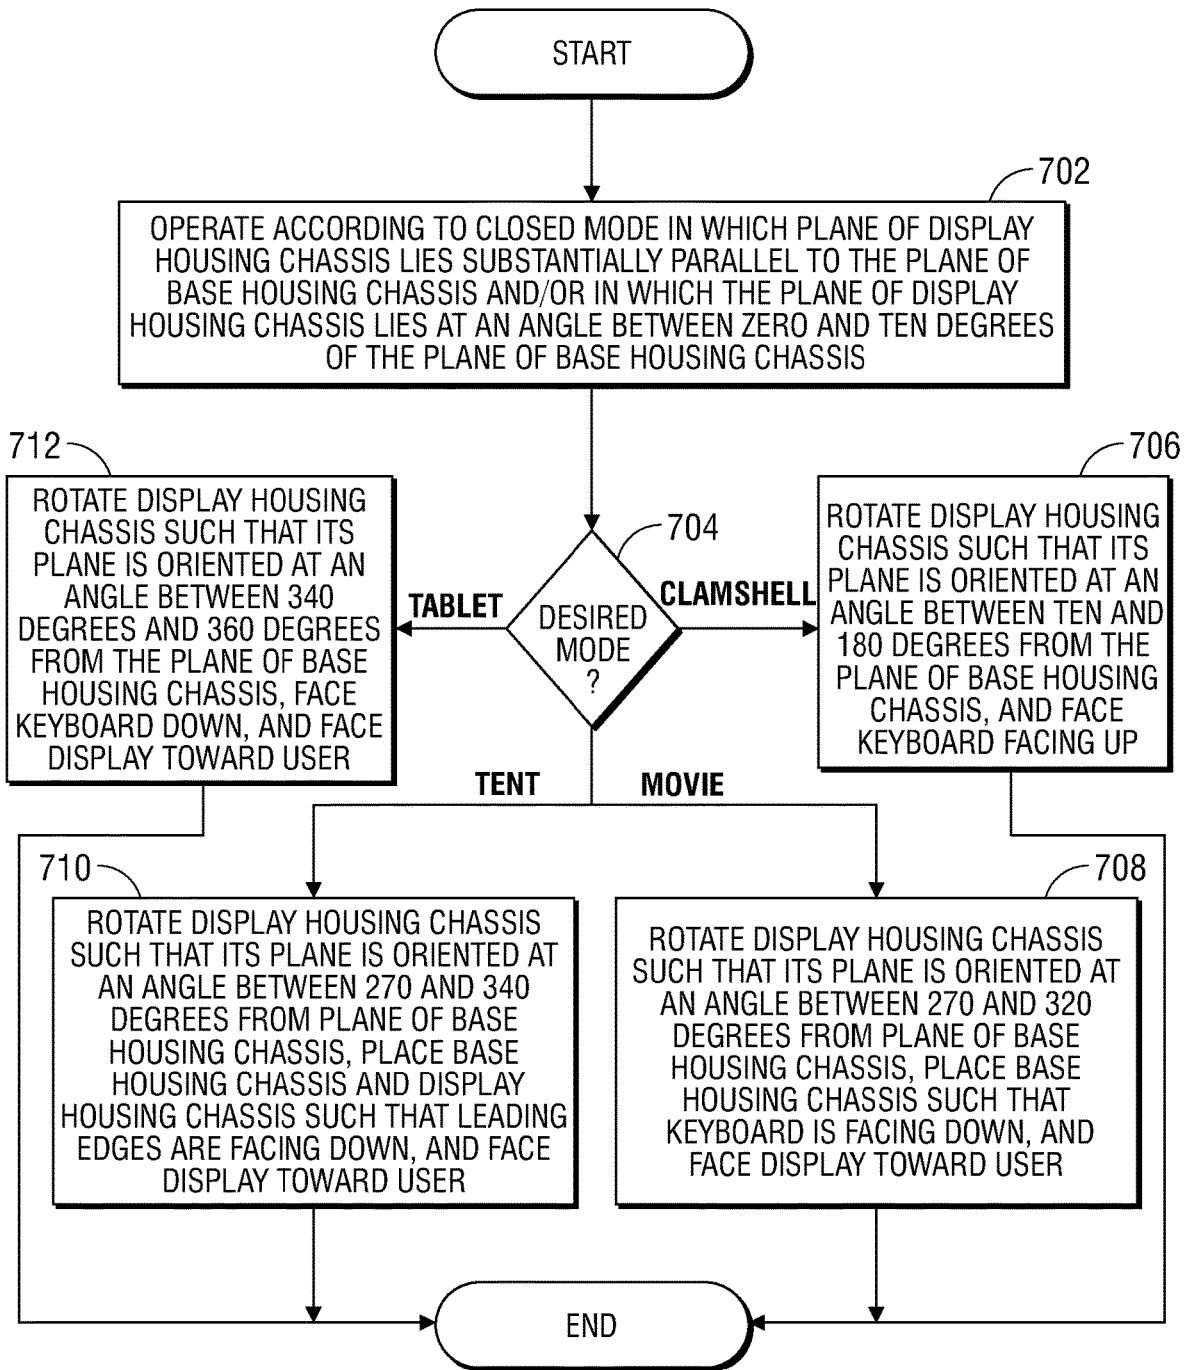 START
702
OPERATE ACCORDING TO CLOSED MODE IN WHICH PLANE OF DISPLAY
HOUSING CHASSIS LIES SUBSTANTIALLY PARALLEL TO THE PLANE OF
BASE HOUSING CHASSIS AND/OR IN WHICH THE PLANE OF DISPLAY
HOUSING CHASSIS LIES AT AN ANGLE BETWEEN ZERO AND TEN DEGREES
OF THE PLANE OF BASE HOUSING CHASSIS
712
ROTATE DISPLAY HOUSING
CHASSIS SUCH THAT ITS
PLANE IS ORIENTED AT AN
ANGLE BETWEEN 340
DEGREES AND 360 DEGREES
FROM THE PLANE OF BASE
HOUSING CHASSIS, FACE
KEYBOARD DOWN, AND FACE
DISPLAY TOWARD USER
TABLET
704
DESIRED
MODE
?
CLAMSHELL
706
ROTATE DISPLAY HOUSING
CHASSIS SUCH THAT ITS
PLANE IS ORIENTED AT AN
ANGLE BETWEEN TEN AND
180 DEGREES FROM THE
PLANE OF BASE HOUSING
CHASSIS, AND FACE
KEYBOARD FACING UP
TENT
MOVIE
710
ROTATE DISPLAY HOUSING CHASSIS
SUCH THAT ITS PLANE IS ORIENTED AT
AN ANGLE BETWEEN 270 AND 340
DEGREES FROM PLANE OF BASE
HOUSING CHASSIS, PLACE BASE
HOUSING CHASSIS AND DISPLAY
HOUSING CHASSIS SUCH THAT LEADING
EDGES ARE FACING DOWN, AND FACE
DISPLAY TOWARD USER
708
ROTATE DISPLAY HOUSING CHASSIS
SUCH THAT ITS PLANE IS ORIENTED AT
AN ANGLE BETWEEN 270 AND 320
DEGREES FROM PLANE OF BASE
HOUSING CHASSIS, PLACE BASE
HOUSING CHASSIS SUCH THAT
KEYBOARD IS FACING DOWN, AND
FACE DISPLAY TOWARD USER
END